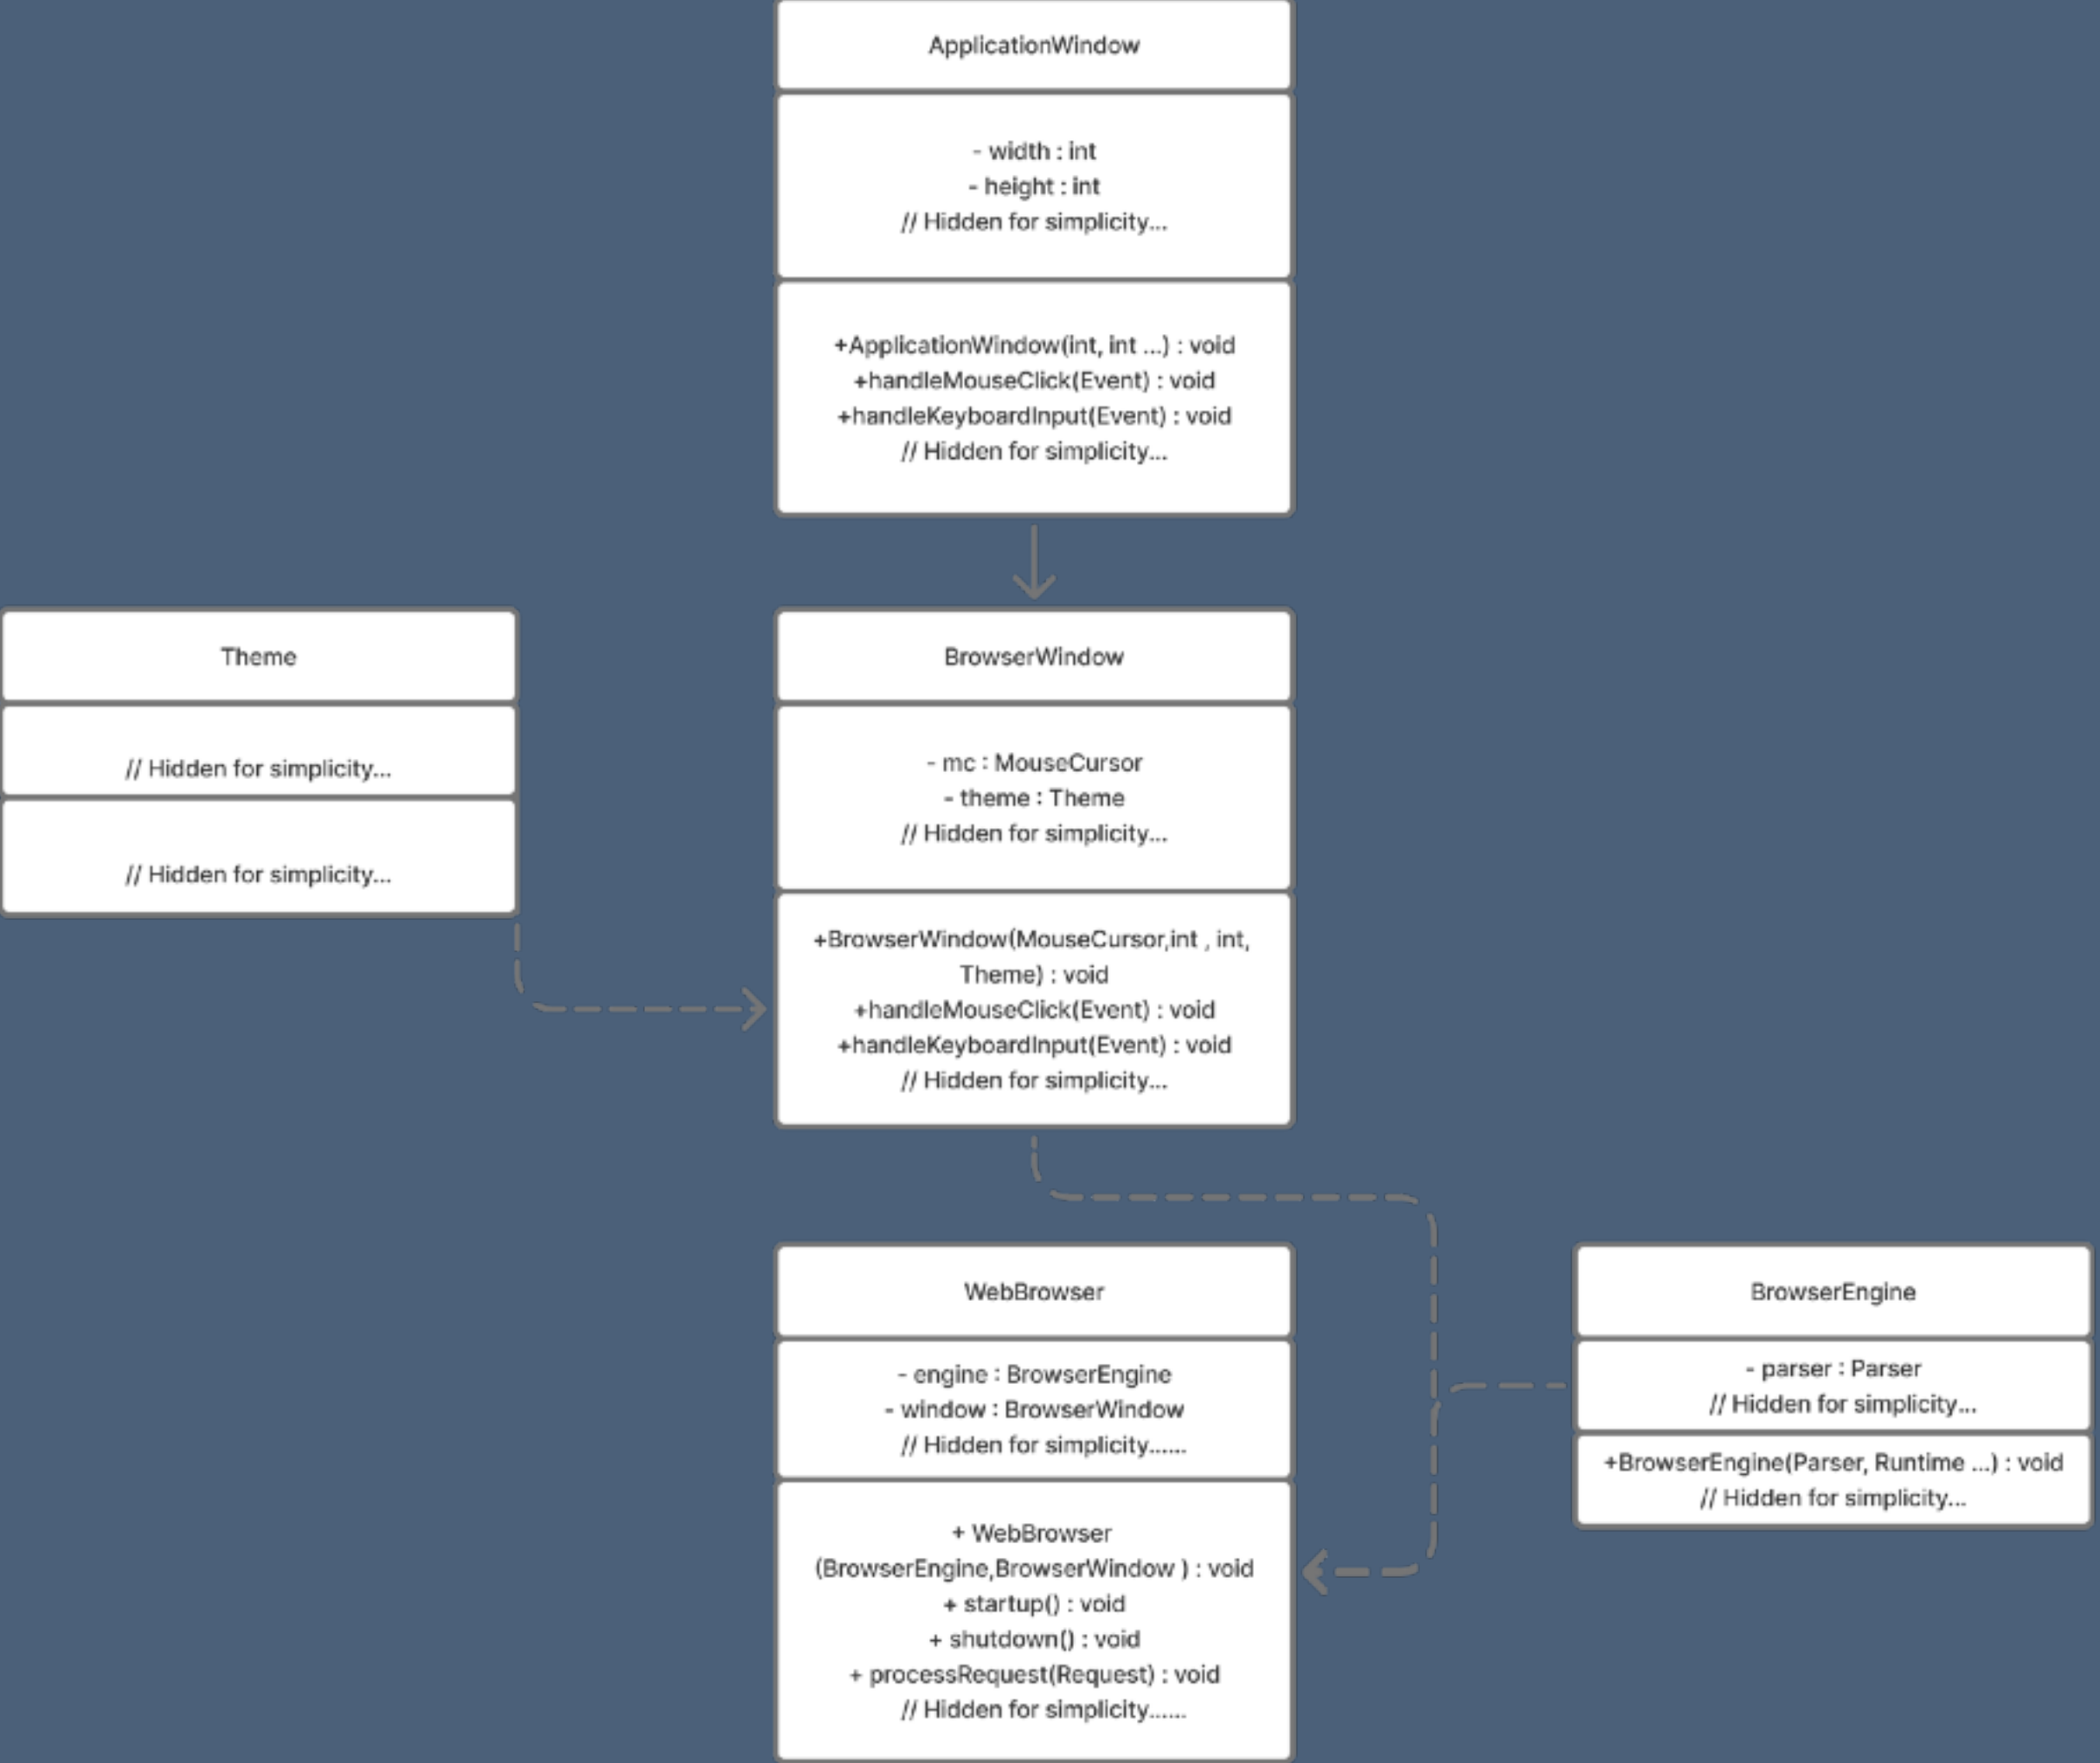 ApplicationWindow
- width : int
- height : int
// Hidden for simplicity...
+ApplicationWindow(int, int ...) : void
+handleMouseClick(Event) : void
+handleKeyboardInput(Event) : void
// Hidden for simplicity...
Theme
// Hidden for simplicity...
// Hidden for simplicity...
BrowserWindow
- mc : MouseCursor
- theme : Theme
// Hidden for simplicity...
+BrowserWindow(MouseCursor,int , int,
Theme) : void
+handleMouseClick(Event) : void
+handleKeyboardInput(Event) : void
// Hidden for simplicity...
WebBrowser
- engine : BrowserEngine
- window : BrowserWindow
// Hidden for simplicity......
+ WebBrowser
(BrowserEngine,BrowserWindow ) : void
+ startup() : void
+ shutdown() : void
+ processRequest(Request) : void
// Hidden for simplicity......
BrowserEngine
- parser : Parser
// Hidden for simplicity...
+BrowserEngine(Parser, Runtime ...) : void
// Hidden for simplicity...